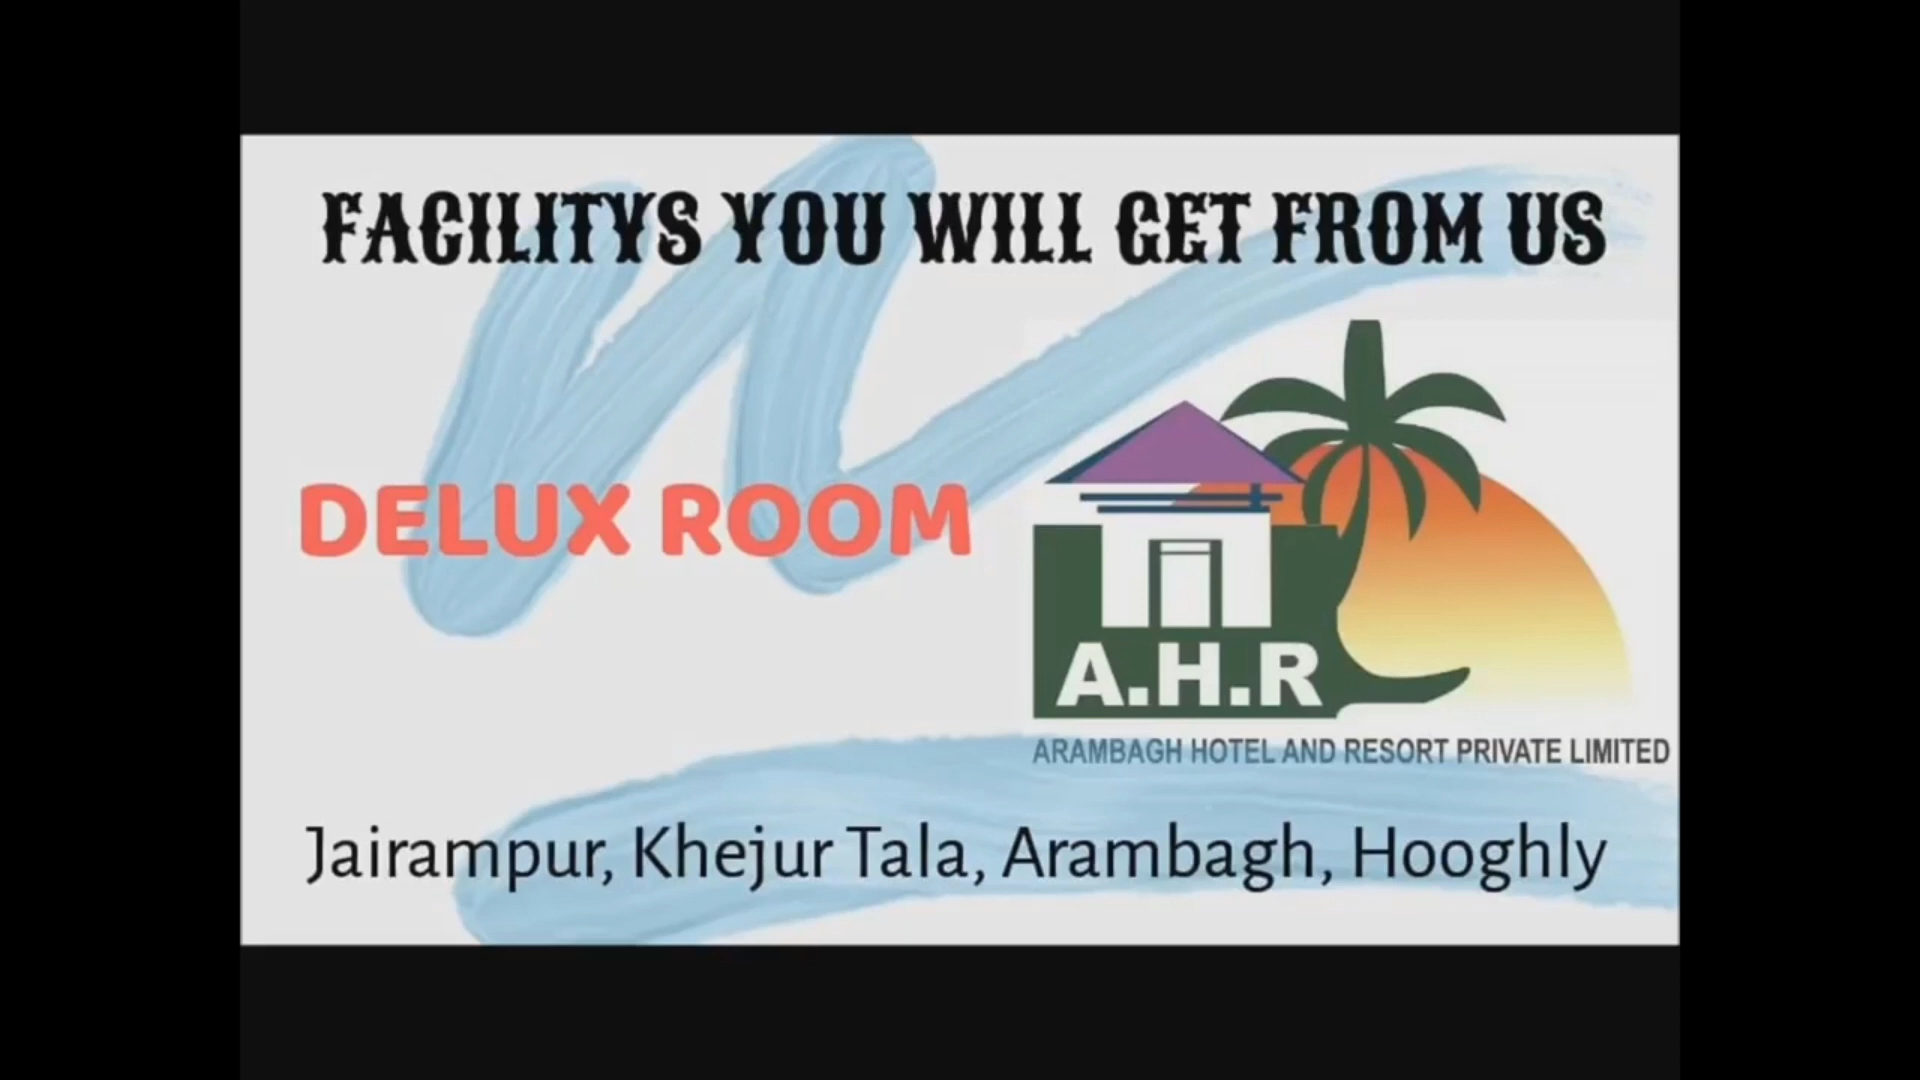 FACILITYS YOU WILL GET FROM US
DELUX ROOM
A.H.R
ARAMBAGH HOTEL AND RESORT PRIVATE LIMITED
Jairampur, Khejur Tala, Arambagh, Hooghly